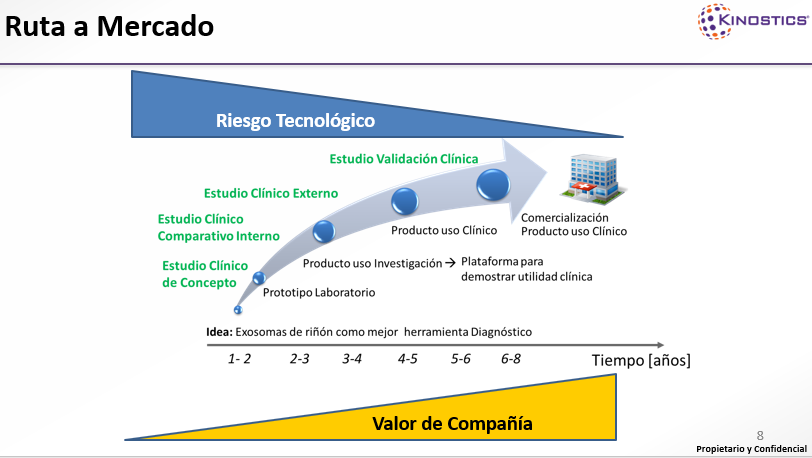 Ruta a Mercado
KINOSTICS®
Riesgo Tecnológico
Estudio Validación Clínica
Estudio Clínico Externo
Estudio Clínico
Comparativo Interno
Estudio Clínico
de Concepto
Comercialización
Producto uso Clínico
Producto uso Clínico
Producto uso Investigación → Plataforma para
demostrar utilidad clínica
Prototipo Laboratorio
Idea: Exosomas de riñón como mejor herramienta Diagnóstico
1- 2 2-3 3-4 4-5 5-6 6-8 Tiempo [años]
Valor de Compañía
8
Propietario y Confidencial